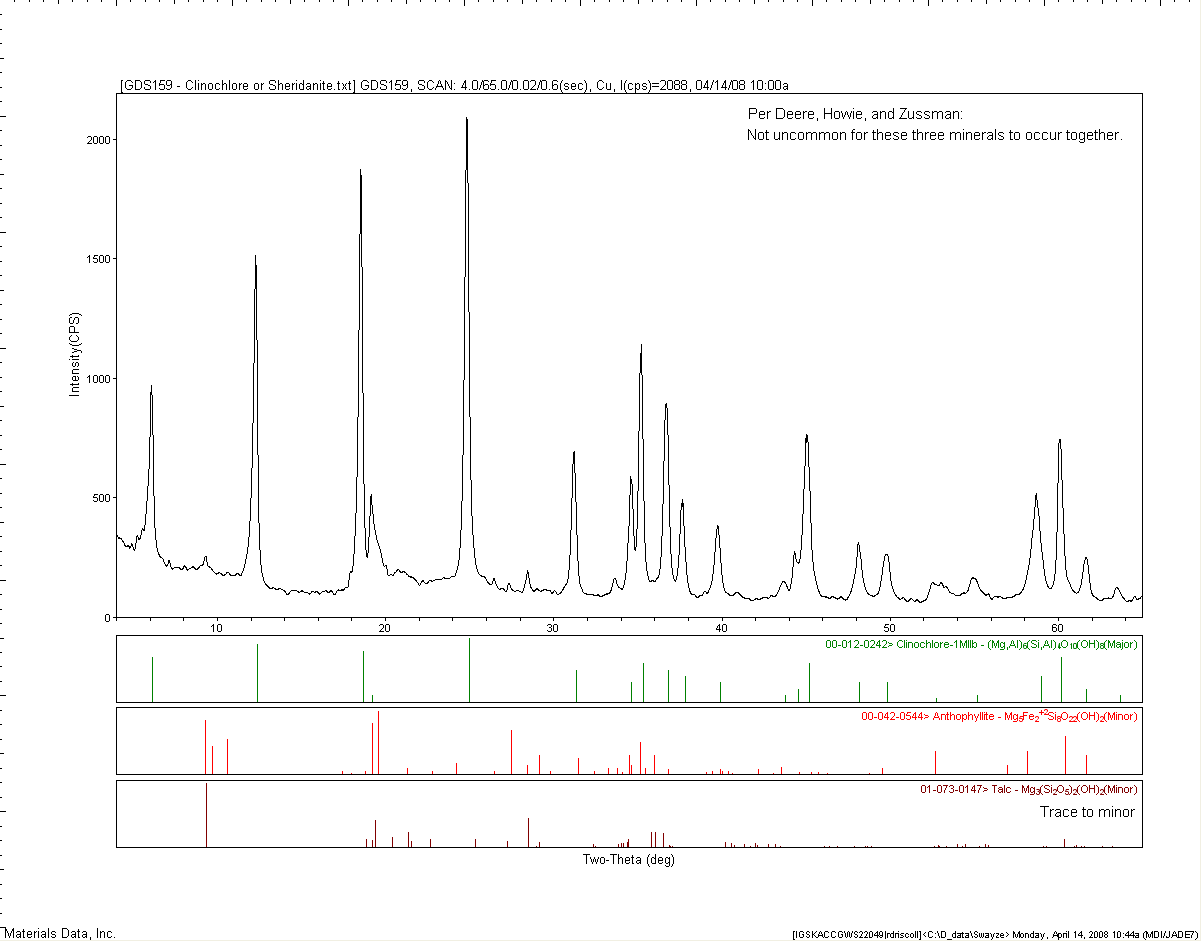 [GDS159 - Clinochlore or Sheridanite.txt] GDS159, SCAN: 4.0/65.0/0.02/0.6(sec), Cu, I(cps)=2088, 04/14/08 10:00a
Per Deere, Howie, and Zussman:
Not uncommon for these three minerals to occur together.
2000
1500
1000
500
0
Intensity(CPS)
10 20 30 40 50 60
00-012-0242> Clinochlore-1MIIb - (Mg,Al)6(Si,Al)4O10(OH)8(Major)
00-042-0544> Anthophyllite - Mg5Fe2+2Si8O22(OH)2(Minor)
01-073-0147> Talc - Mg3(Si2O5)2(OH)2(Minor)
Trace to minor
Two-Theta (deg)
Materials Data, Inc.
[IGSKACCGWS22049|rdriscoll]<C:\D_data\Swayze> Monday, April 14, 2008 10:44a (MDI/JADE7)